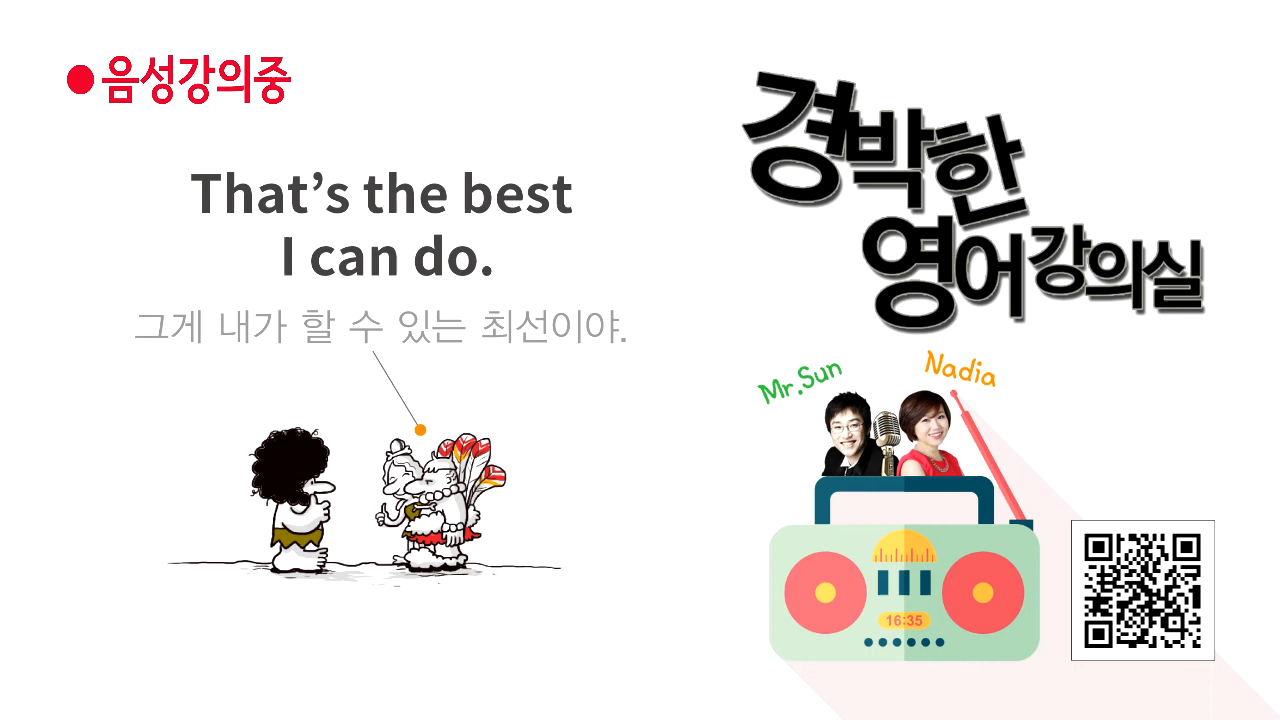 음성강의중
That’s the best
I can do.
그게 내가 할 수 있는 최선이야.
경박한
영어강의실
Mr.Sun
Nadia
16:35